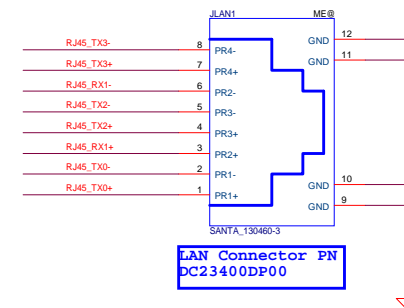 JLAN1 ME@
RJ45_TX3- 8 PR4- GND 12
RJ45_TX3+ 7 PR4+ GND 11
RJ45_RX1- 6 PR2-
RJ45_TX2- 5 PR3-
RJ45_TX2+ 4 PR3+
RJ45_RX1+ 3 PR2+
RJ45_TX0- 2 PR1- GND 10
RJ45_TX0+ 1 PR1+ GND 9
SANTA_130460-3
LAN Connector PN
DC23400DP00